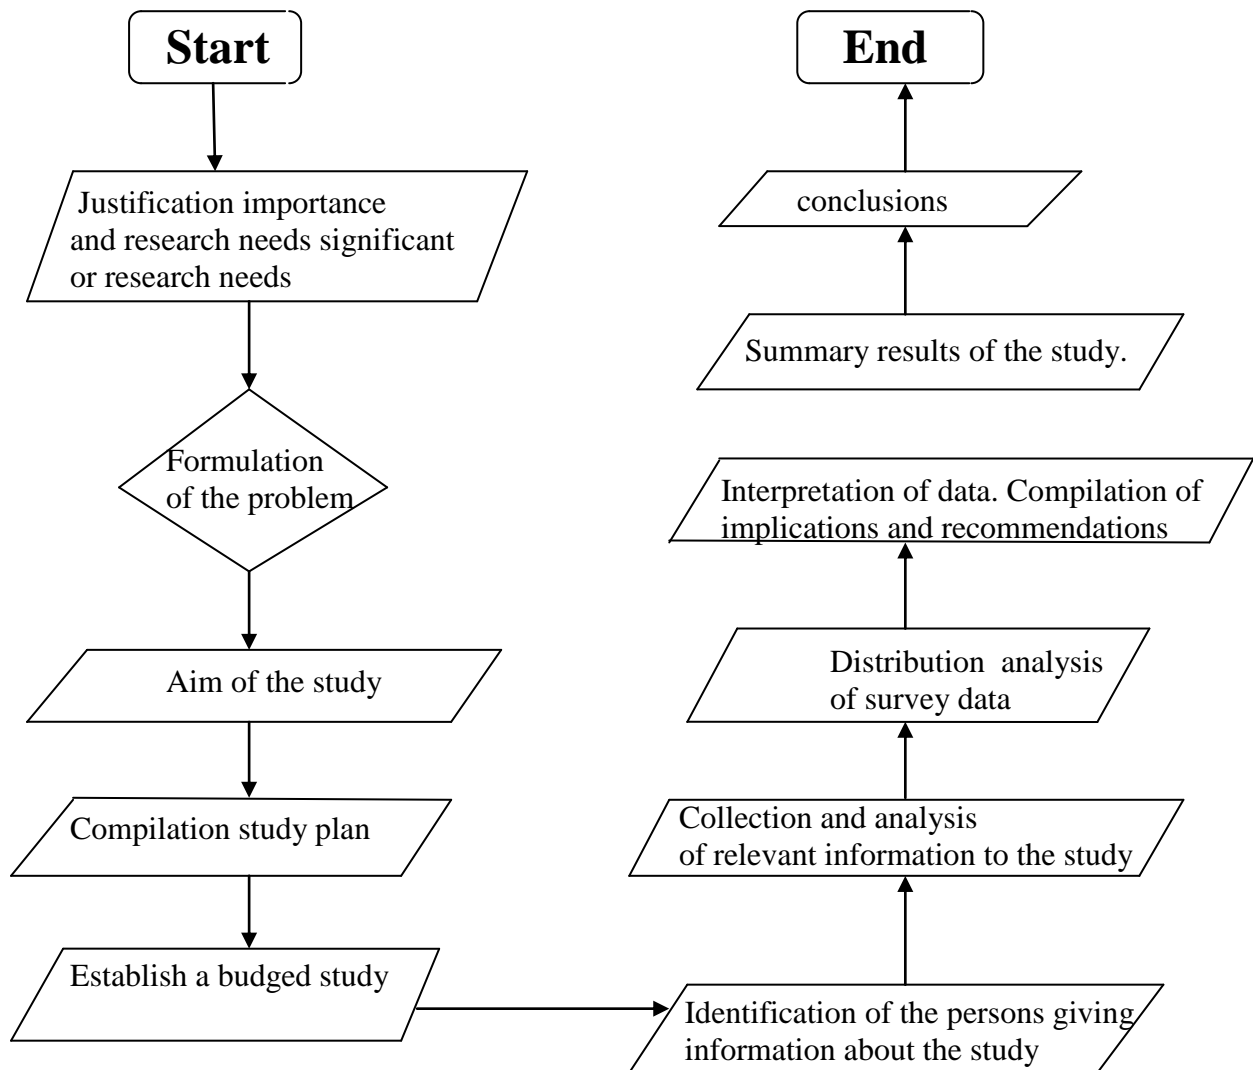 Start
Justification importance
and research needs significant
or research needs
Formulation
of the problem
Aim of the study
Compilation study plan
Establish a budged study
Identification of the persons giving
information about the study
Collection and analysis
of relevant information to the study
Distribution analysis
of survey data
Interpretation of data. Compilation of
implications and recommendations
Summary results of the study.
conclusions
End